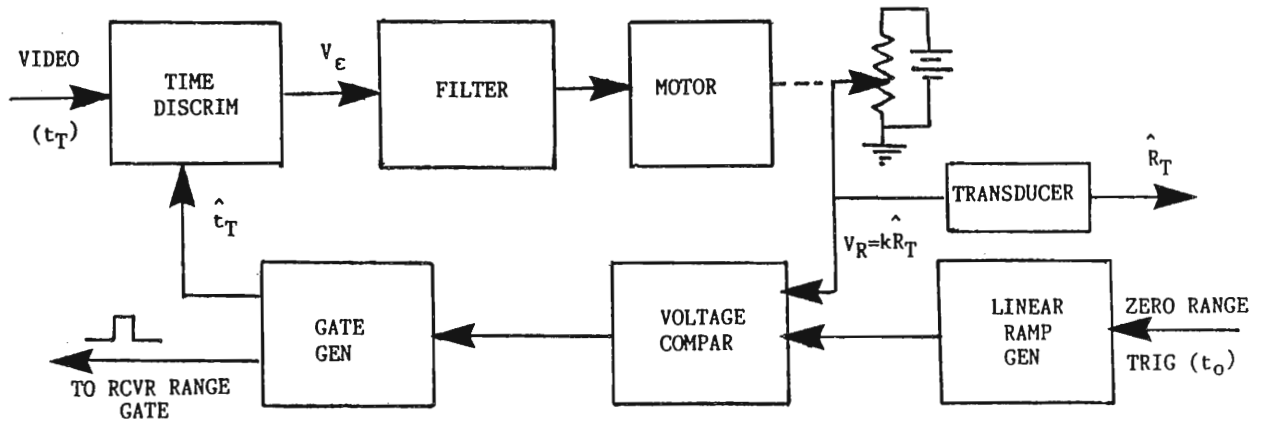 VIDEO
(t_T)
TIME
DISCRIM
V_ε
FILTER
MOTOR
R̂_T
TRANSDUCER
t̂_T
V_R=kR̂_T
GATE
GEN
VOLTAGE
COMPAR
LINEAR
RAMP
GEN
ZERO RANGE
TRIG (t_o)
TO RCVR RANGE
GATE